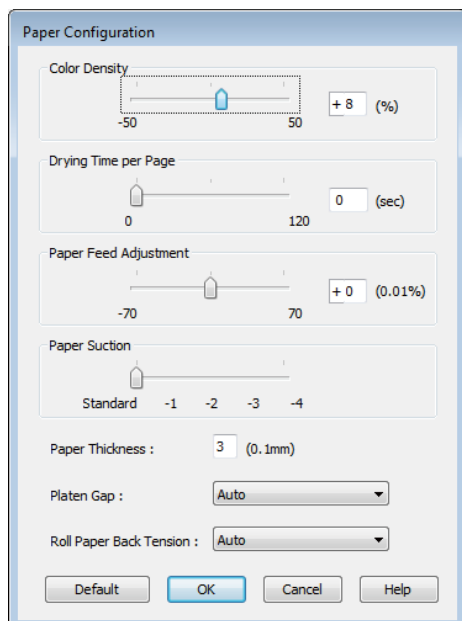 Paper Configuration
Color Density
+ 8 (%)
-50 50
Drying Time per Page
0 (sec)
0 120
Paper Feed Adjustment
+ 0 (0.01%)
-70 70
Paper Suction
Standard -1 -2 -3 -4
Paper Thickness : 3 (0.1mm)
Platen Gap : Auto
Roll Paper Back Tension : Auto
Default OK Cancel Help